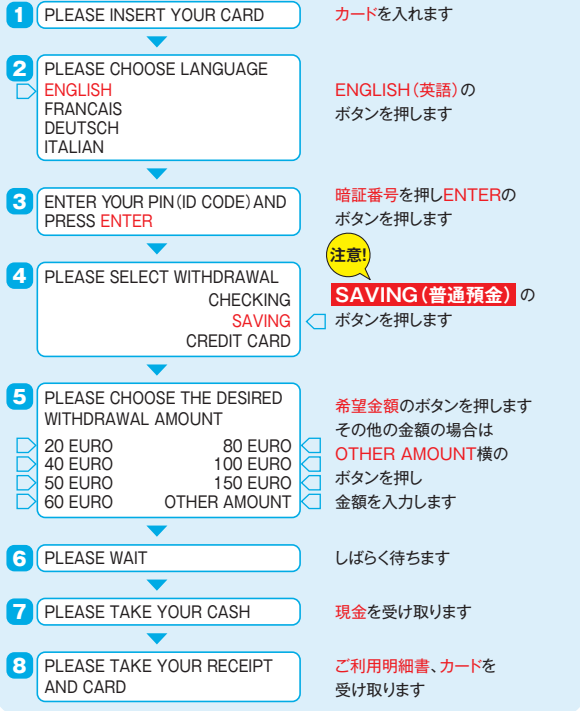 1 PLEASE INSERT YOUR CARD
カードを入れます
2 PLEASE CHOOSE LANGUAGE
ENGLISH
FRANCAIS
DEUTSCH
ITALIAN
ENGLISH(英語)の
ボタンを押します
3 ENTER YOUR PIN(ID CODE)AND
PRESS ENTER
暗証番号を押しENTERの
ボタンを押します
4 PLEASE SELECT WITHDRAWAL
CHECKING
SAVING
CREDIT CARD
注意!
SAVING(普通預金)の
ボタンを押します
5 PLEASE CHOOSE THE DESIRED
WITHDRAWAL AMOUNT
20 EURO 80 EURO
40 EURO 100 EURO
50 EURO 150 EURO
60 EURO OTHER AMOUNT
希望金額のボタンを押します
その他の金額の場合は
OTHER AMOUNT横の
ボタンを押し
金額を入力します
6 PLEASE WAIT
しばらく待ちます
7 PLEASE TAKE YOUR CASH
現金を受け取ります
8 PLEASE TAKE YOUR RECEIPT
AND CARD
ご利用明細書、カードを
受け取ります